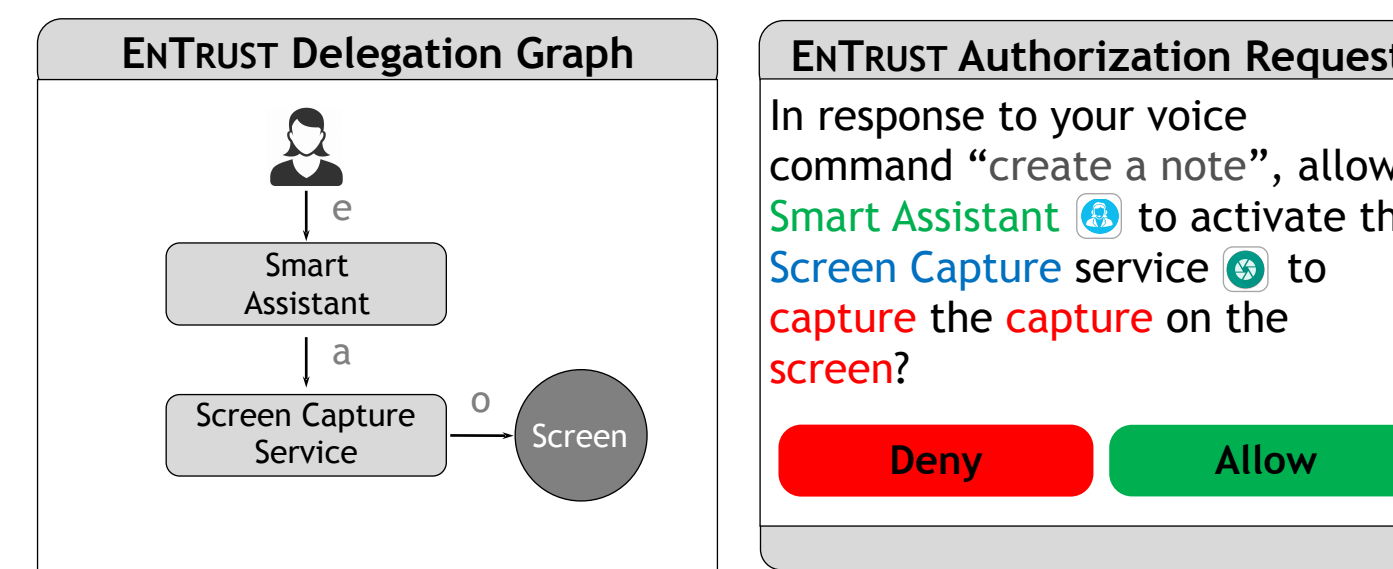 ENTRUST Delegation Graph
e
Smart
Assistant
a
Screen Capture
Service
o
Screen
ENTRUST Authorization Request
In response to your voice
command “create a note”, allow
Smart Assistant to activate th
Screen Capture service to
capture the capture on the
screen?
Deny
Allow